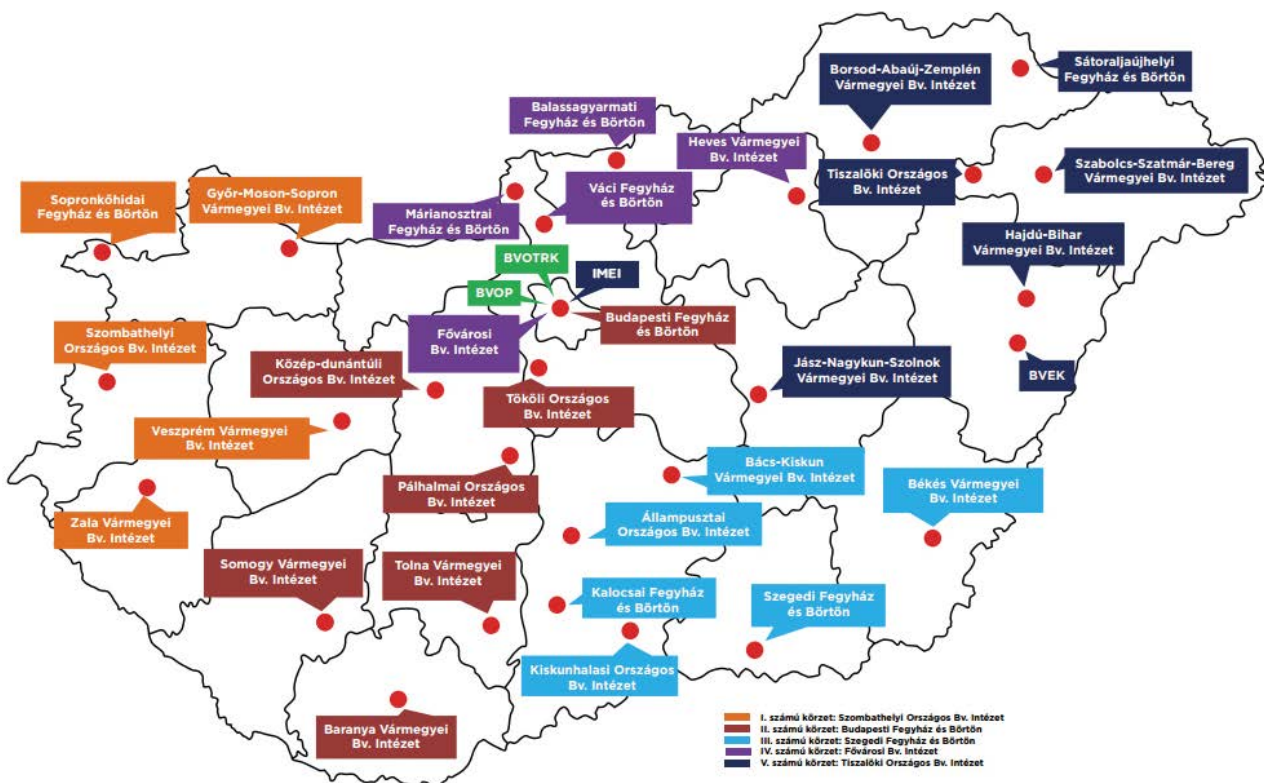 Borsod-Abaúj-Zemplén
Vármegyei Bv. Intézet
Sátoraljaújhelyi
Fegyház és Börtön
Balassagyarmati
Fegyház és Börtön
Heves Vármegyei
Bv. Intézet
Tiszalöki Országos
Bv. Intézet
Szabolcs-Szatmár-Bereg
Vármegyei Bv. Intézet
Sopronkőhidai
Fegyház és Börtön
Győr-Moson-Sopron
Vármegyei Bv. Intézet
Márianosztrai
Fegyház és Börtön
Váci Fegyház
és Börtön
Hajdú-Bihar
Vármegyei Bv. Intézet
BVOTRK
IMEI
BVOP
Budapesti Fegyház
és Börtön
Fővárosi
Bv. Intézet
Szombathelyi
Országos Bv. Intézet
Közép-dunántúli
Országos Bv. Intézet
Jász-Nagykun-Szolnok
Vármegyei Bv. Intézet
BVEK
Tököli Országos
Bv. Intézet
Veszprém Vármegyei
Bv. Intézet
Bács-Kiskun
Vármegyei Bv. Intézet
Békés Vármegyei
Bv. Intézet
Pálhalmai Országos
Bv. Intézet
Zala Vármegyei
Bv. Intézet
Állampusztai
Országos Bv. Intézet
Somogy Vármegyei
Bv. Intézet
Tolna Vármegyei
Bv. Intézet
Kalocsai Fegyház
és Börtön
Szegedi Fegyház
és Börtön
Kiskunhalasi Országos
Bv. Intézet
Baranya Vármegyei
Bv. Intézet
I. számú körzet: Szombathelyi Országos Bv. Intézet
II. számú körzet: Budapesti Fegyház és Börtön
III. számú körzet: Szegedi Fegyház és Börtön
IV. számú körzet: Fővárosi Bv. Intézet
V. számú körzet: Tiszalöki Országos Bv. Intézet